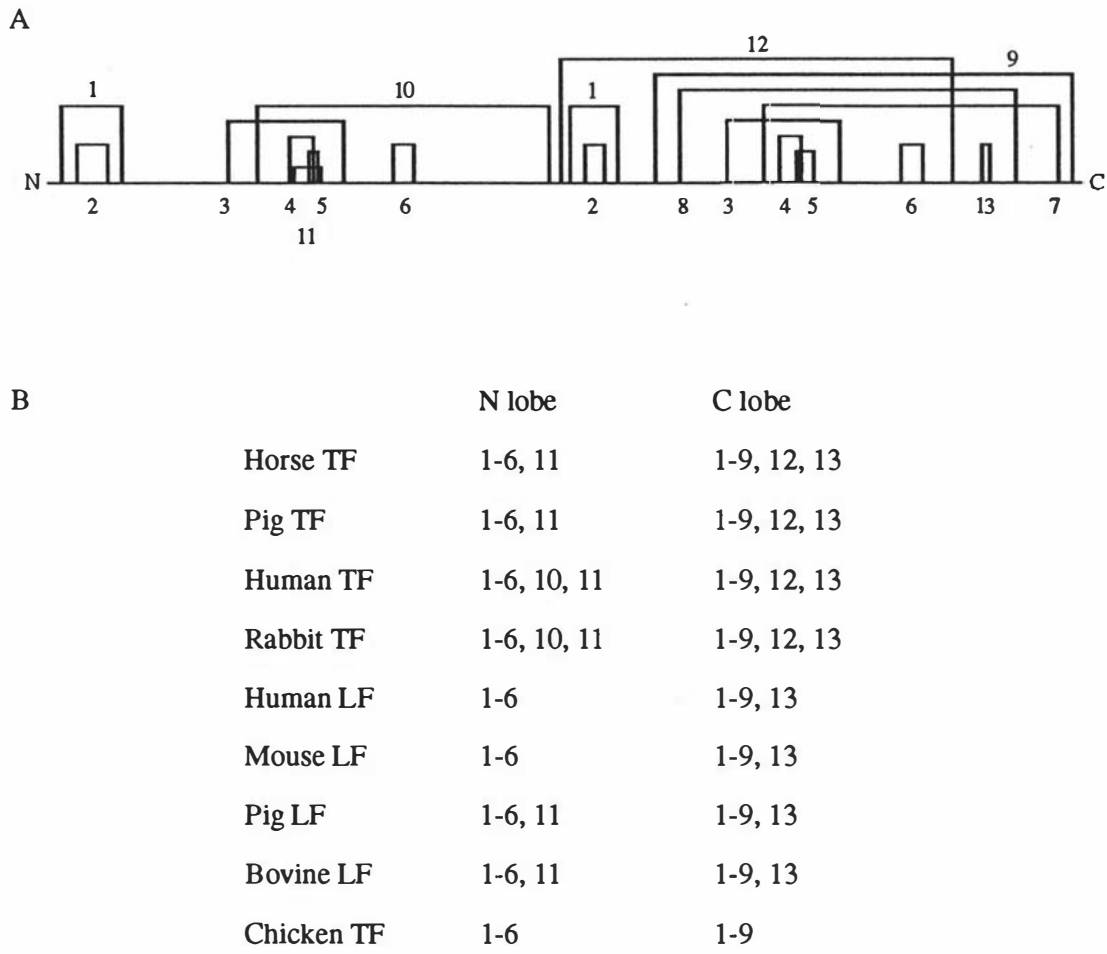 A
12
9
1
10
1
N
C
2
3
4
5
6
2
8
3
4
5
6
13
7
11
B
N lobe C lobe
Horse TF 1-6, 11 1-9, 12, 13
Pig TF 1-6, 11 1-9, 12, 13
Human TF 1-6, 10, 11 1-9, 12, 13
Rabbit TF 1-6, 10, 11 1-9, 12, 13
Human LF 1-6 1-9, 13
Mouse LF 1-6 1-9, 13
Pig LF 1-6, 11 1-9, 13
Bovine LF 1-6, 11 1-9, 13
Chicken TF 1-6 1-9